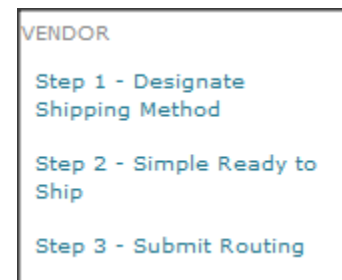 VENDOR
Step 1 - Designate
Shipping Method
Step 2 - Simple Ready to
Ship
Step 3 - Submit Routing